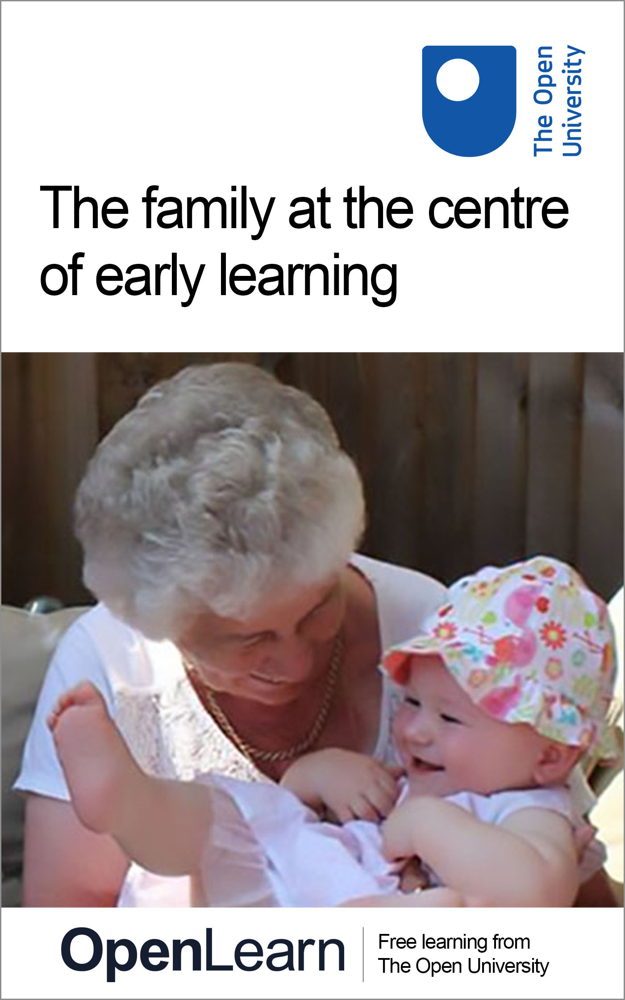 The Open
University
The family at the centre
of early learning
OpenLearn
Free learning from
The Open University